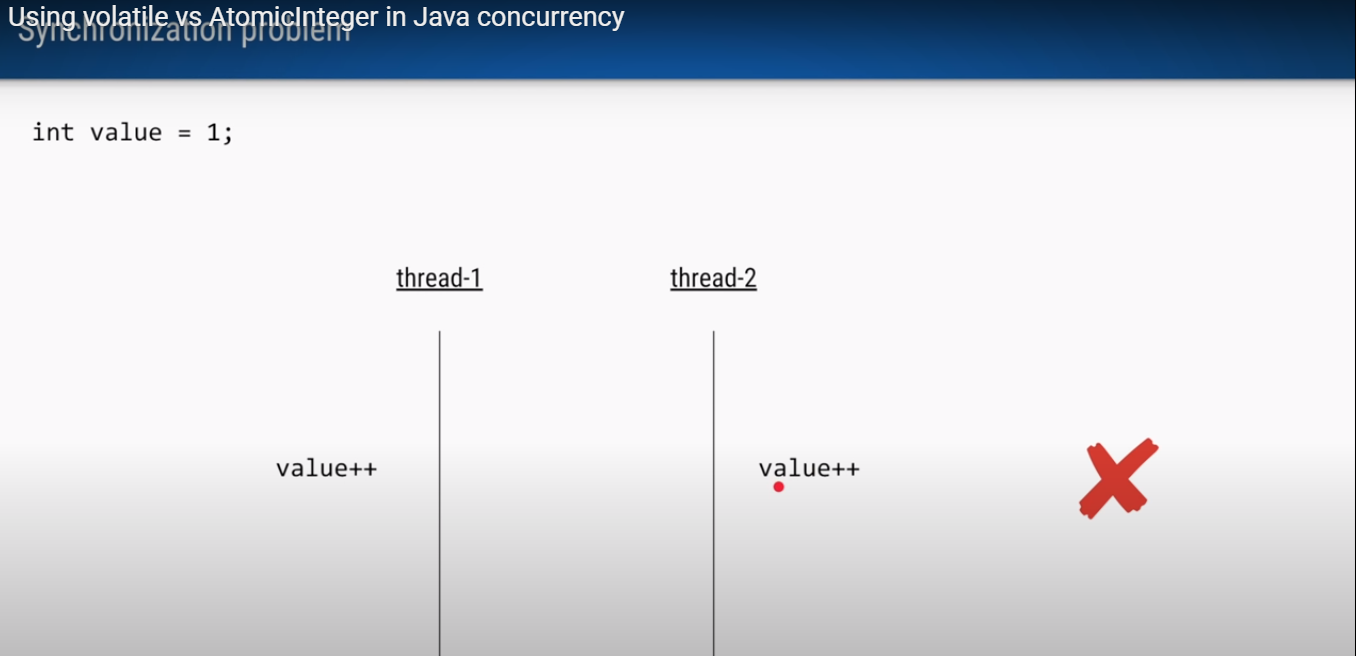 Using volatile vs AtomicInteger in Java concurrency
Synchronization problem
int value = 1;
thread-1 thread-2
value++ value++